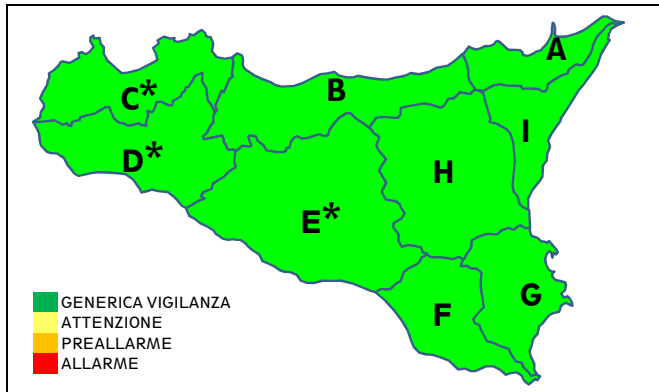 A
B
C*
I
D*
H
E*
G
F
GENERICA VIGILANZA
ATTENZIONE
PREALLARME
ALLARME